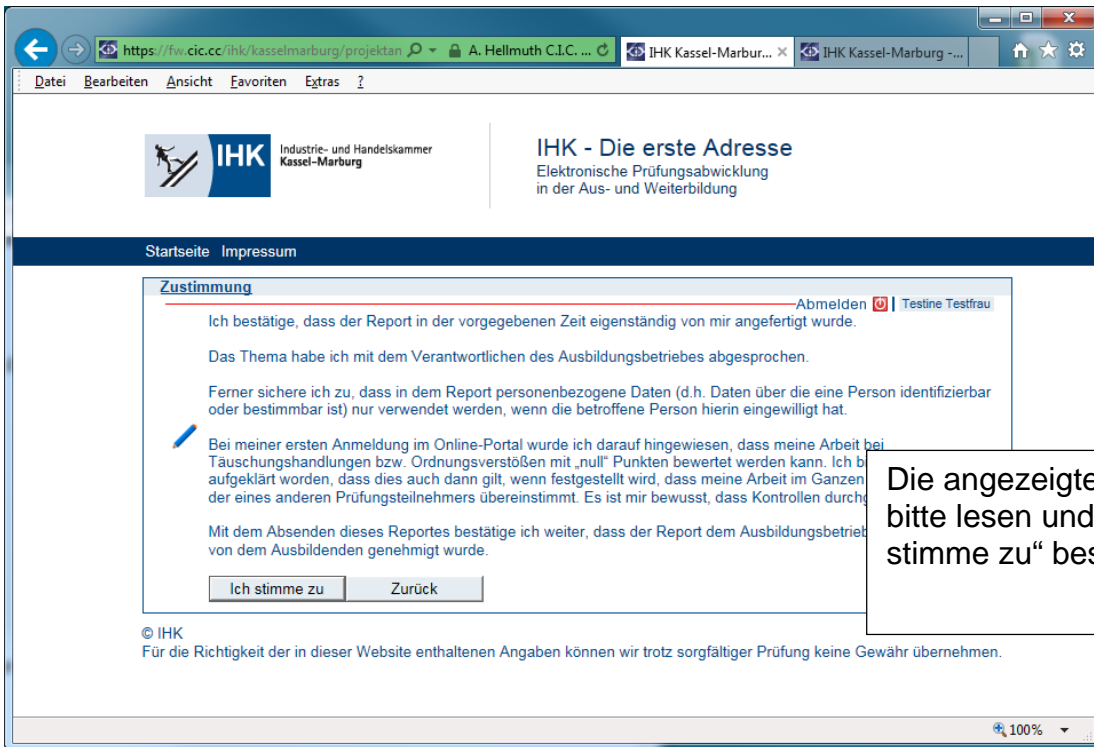 https://fw.cic.cc/ihk/kasselmarburg/projektan
A. Hellmuth C.I.C. ...
IHK Kassel-Marbur...
IHK Kassel-Marburg -...
Datei Bearbeiten Ansicht Favoriten Extras ?
IHK
Industrie- und Handelskammer
Kassel-Marburg
IHK - Die erste Adresse
Elektronische Prüfungsabwicklung
in der Aus- und Weiterbildung
Startseite Impressum
Zustimmung
Abmelden Testine Testfrau
Ich bestätige, dass der Report in der vorgegebenen Zeit eigenständig von mir angefertigt wurde.
Das Thema habe ich mit dem Verantwortlichen des Ausbildungsbetriebes abgesprochen.
Ferner sichere ich zu, dass in dem Report personenbezogene Daten (d.h. Daten über die eine Person identifizierbar
oder bestimmbar ist) nur verwendet werden, wenn die betroffene Person hierin eingewilligt hat.
Bei meiner ersten Anmeldung im Online-Portal wurde ich darauf hingewiesen, dass meine Arbeit bei
Täuschungshandlungen bzw. Ordnungsverstößen mit „null“ Punkten bewertet werden kann. Ich
aufgeklärt worden, dass dies auch dann gilt, wenn festgestellt wird, dass meine Arbeit im Ganzen
der eines anderen Prüfungsteilnehmers übereinstimmt. Es ist mir bewusst, dass Kontrollen
Mit dem Absenden dieses Reportes bestätige ich weiter, dass der Report dem Ausbildungsbetrieb
von dem Ausbildenden genehmigt wurde.
Die angezeigte
bitte lesen und
stimme zu“ bes
Ich stimme zu Zurück
© IHK
Für die Richtigkeit der in dieser Website enthaltenen Angaben können wir trotz sorgfältiger Prüfung keine Gewähr übernehmen.
100%